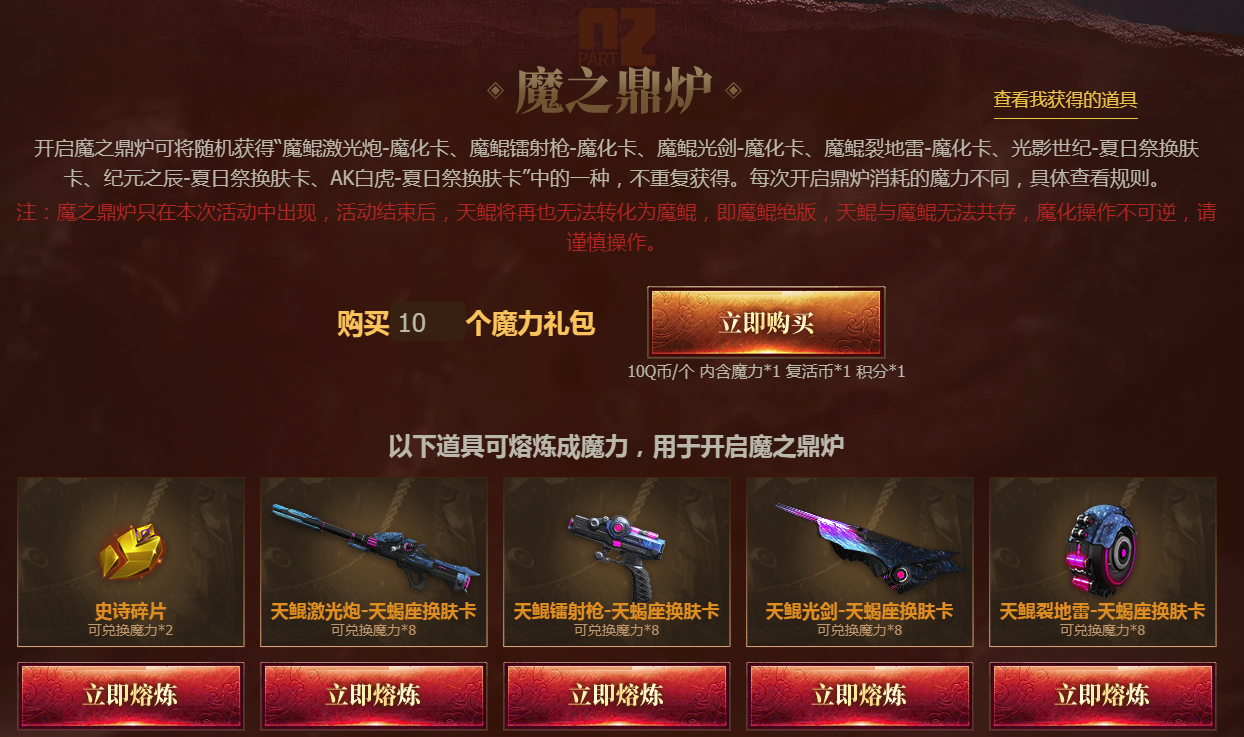 02
PART
魔之鼎炉
查看我获得的道具
开启魔之鼎炉可将随机获得“魔鲲激光炮-魔化卡、魔鲲镭射枪-魔化卡、魔鲲光剑-魔化卡、魔鲲裂地雷-魔化卡、光影世纪-夏日祭换肤
卡、纪元之辰-夏日祭换肤卡、AK白虎-夏日祭换肤卡”中的一种，不重复获得。每次开启鼎炉消耗的魔力不同，具体查看规则。
注：魔之鼎炉只在本次活动中出现，活动结束后，天鲲将再也无法转化为魔鲲，即魔鲲绝版，天鲲与魔鲲无法共存，魔化操作不可逆，请
谨慎操作。
购买 10 个魔力礼包
立即购买
10Q币/个 内含魔力*1 复活币*1 积分*1
以下道具可熔炼成魔力，用于开启魔之鼎炉
史诗碎片
可兑换魔力*2
天鲲激光炮-天蝎座换肤卡
可兑换魔力*8
天鲲镭射枪-天蝎座换肤卡
可兑换魔力*8
天鲲光剑-天蝎座换肤卡
可兑换魔力*8
天鲲裂地雷-天蝎座换肤卡
可兑换魔力*8
立即熔炼
立即熔炼
立即熔炼
立即熔炼
立即熔炼